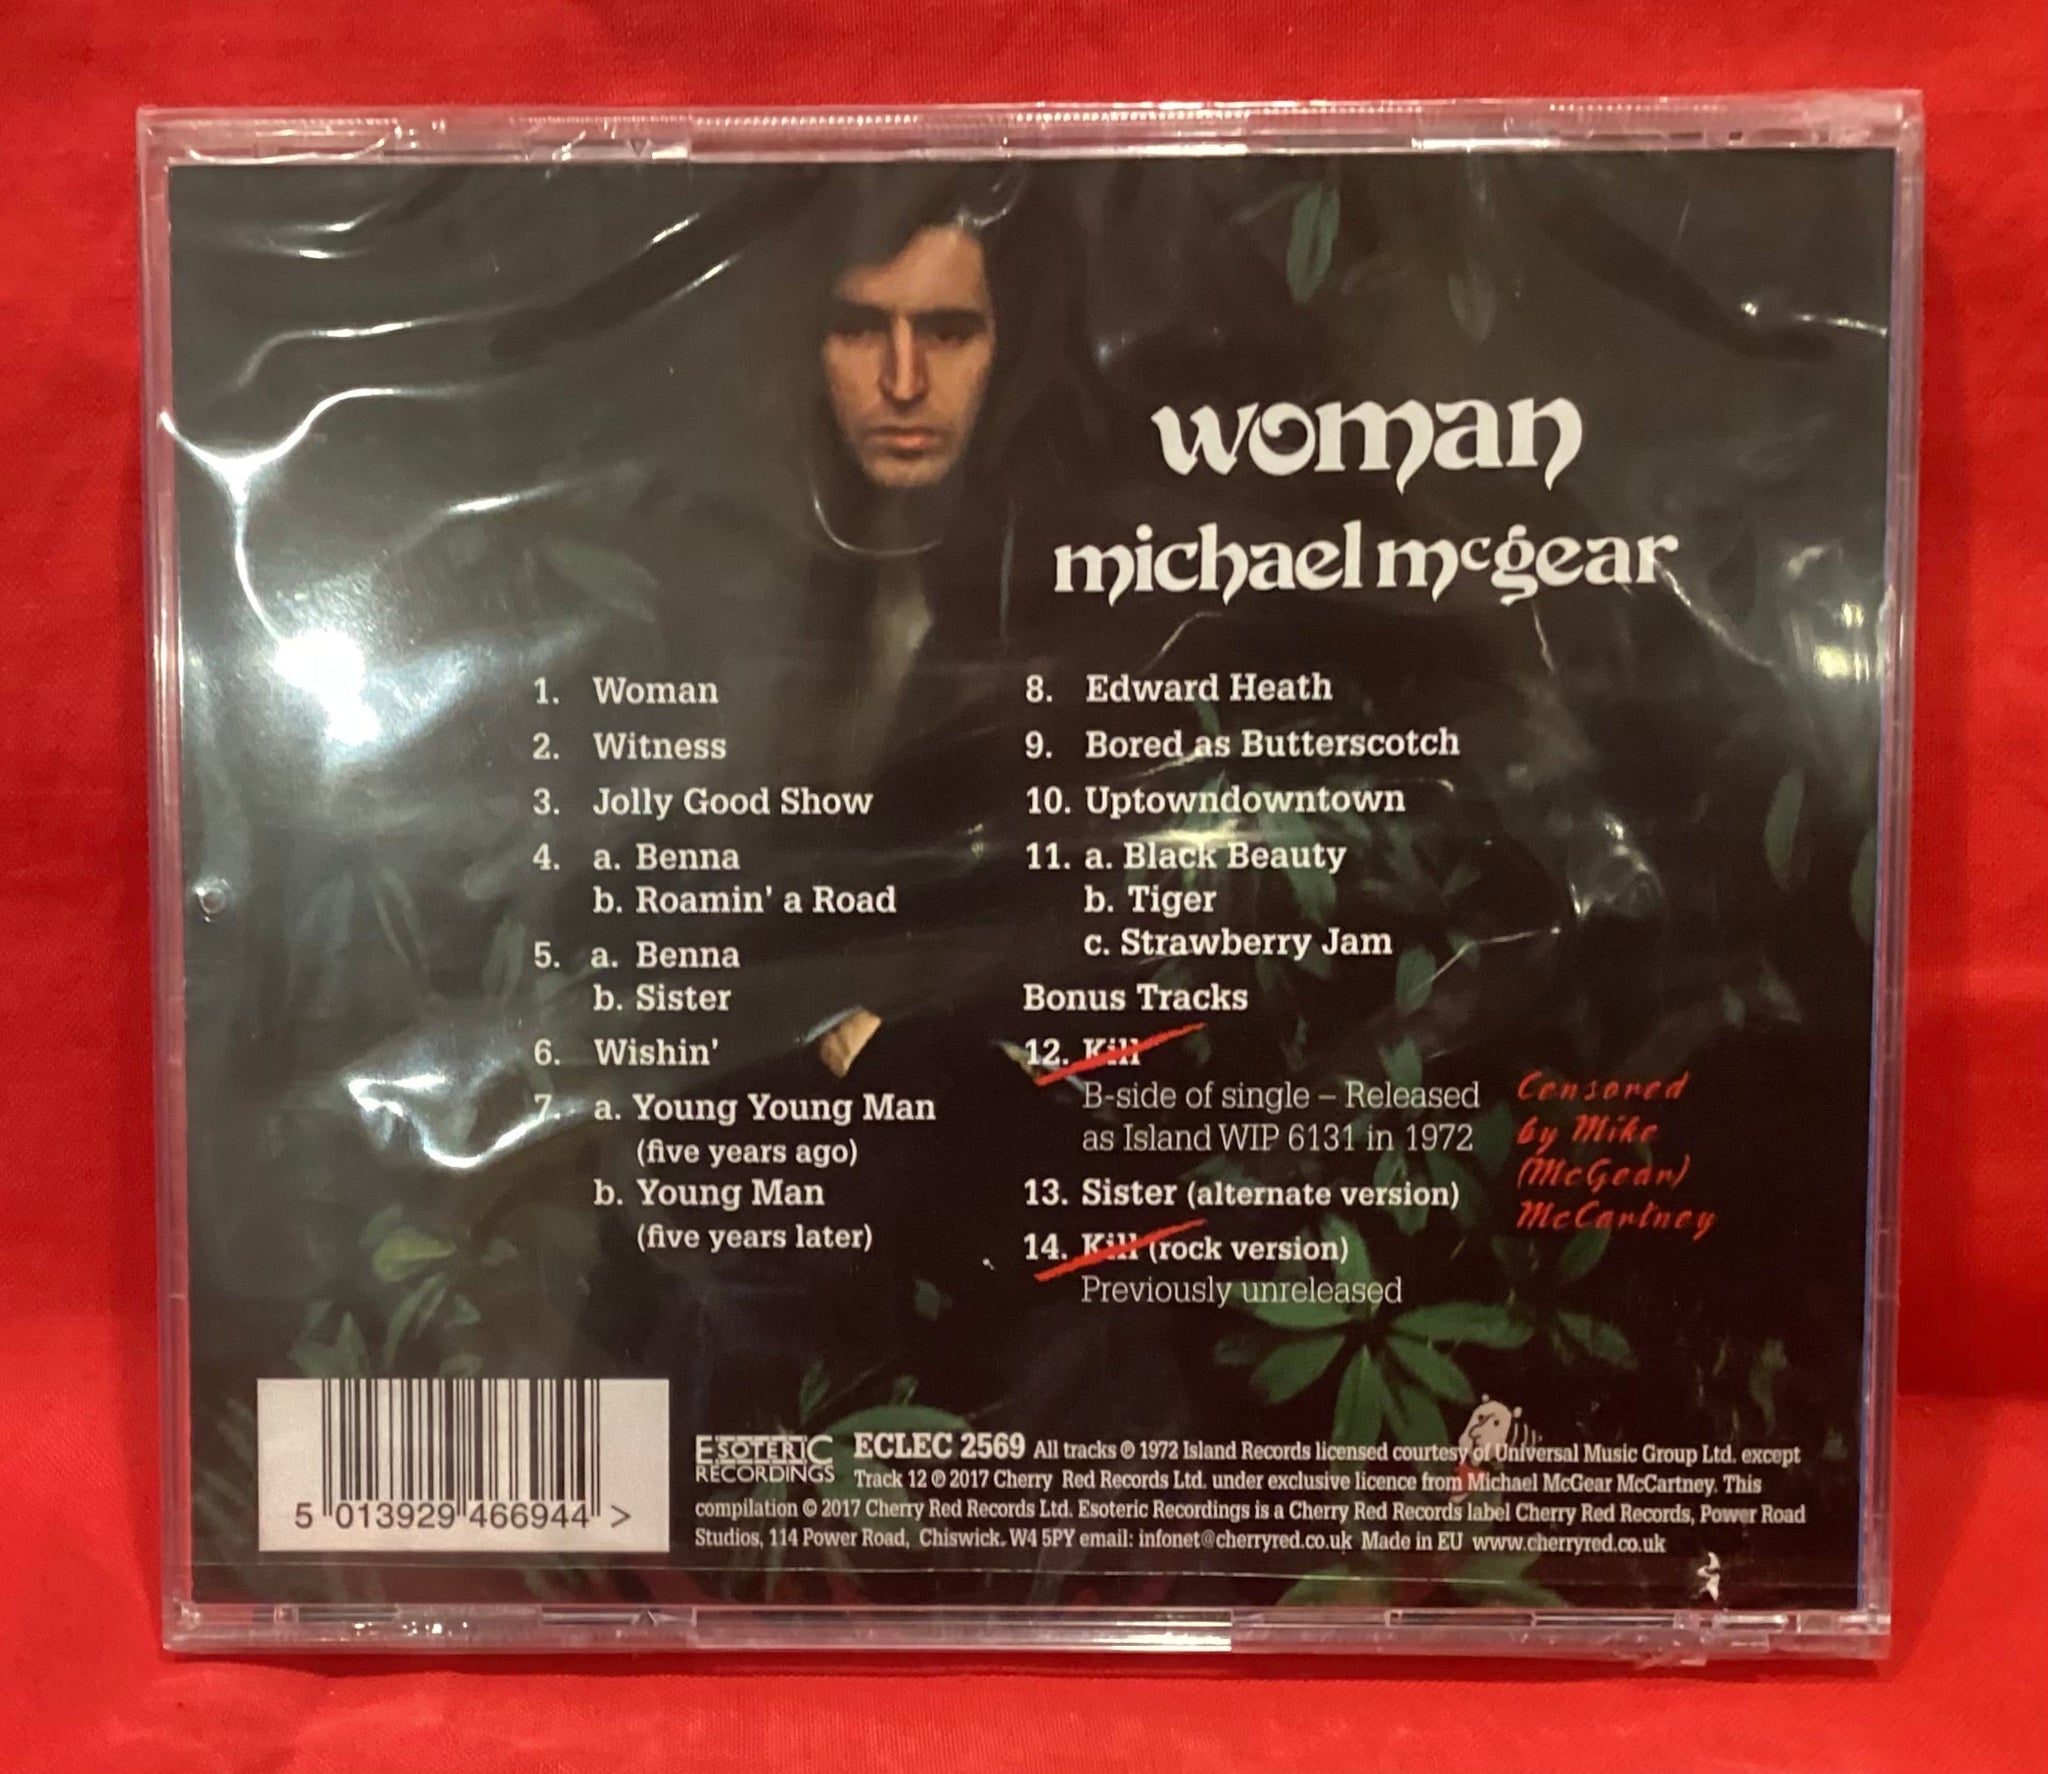 woman
michael mcgear
1. Woman
2. Witness
3. Jolly Good Show
4. a. Benna
b. Roamin' a Road
5. a. Benna
b. Sister
6. Wishin'
7. a. Young Young Man
(five years ago)
b. Young Man
(five years later)
8. Edward Heath
9. Bored as Butterscotch
10. Uptowndowntown
11. a. Black Beauty
b. Tiger
c. Strawberry Jam
Bonus Tracks
12. Kill
B-side of single – Released
as Island WIP 6131 in 1972
13. Sister (alternate version)
14. Kill (rock version)
Previously unreleased
Censored
by Mike
(McGear)
McCartney
5 013929 466944 >
ESOTERIC
RECORDINGS
ECLEC 2569 All tracks ℗ 1972 Island Records licensed courtesy of Universal Music Group Ltd. except
Track 12 ℗ 2017 Cherry Red Records Ltd. under exclusive licence from Michael McGear McCartney. This
compilation © 2017 Cherry Red Records Ltd. Esoteric Recordings is a Cherry Red Records label Cherry Red Records, Power Road
Studios, 114 Power Road, Chiswick. W4 5PY email: infonet@cherryred.co.uk Made in EU www.cherryred.co.uk